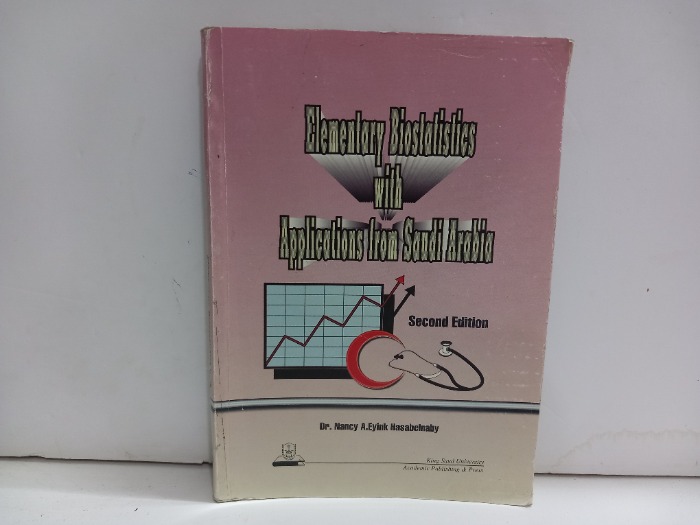 Elementary Biostatistics
with
Applications from Saudi Arabia
Second Edition
Dr. Nancy A.Eyink Hasabelnaby
King Saud University
Academic Publishing & Press